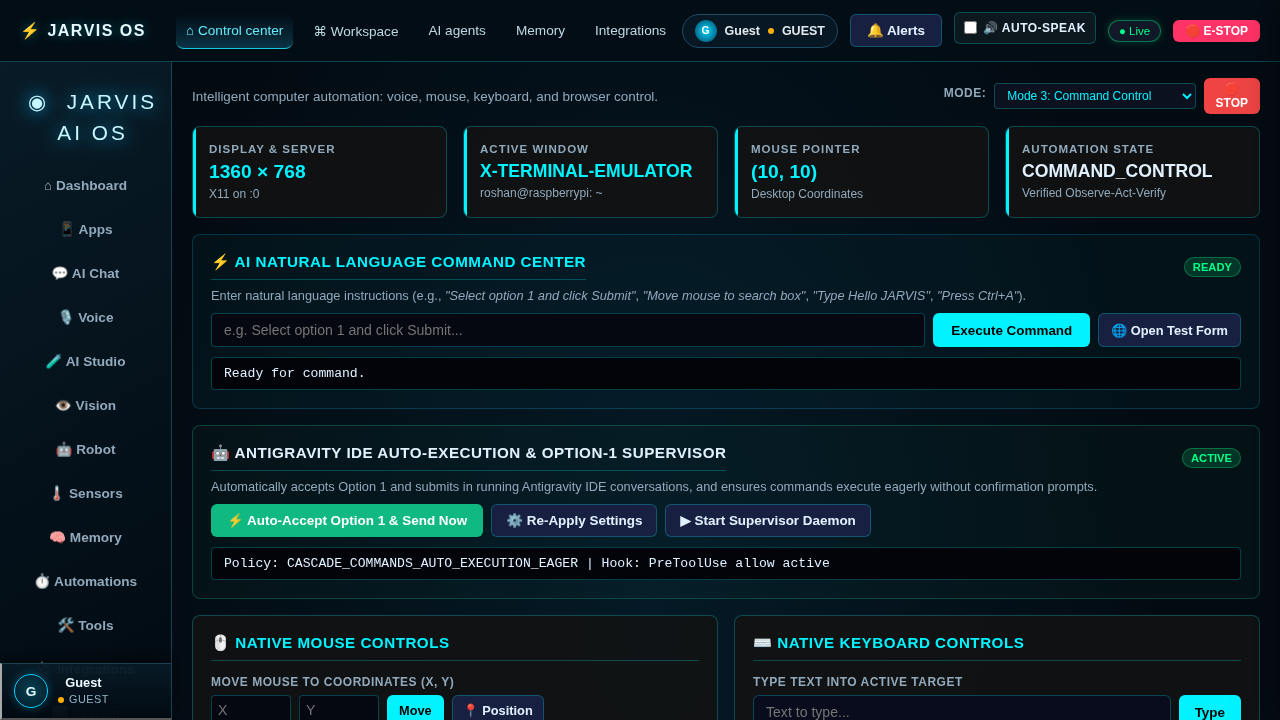 ⚡ JARVIS OS
⌂ Control center
⌘ Workspace
AI agents
Memory
Integrations
G Guest ● GUEST
🔔 Alerts
🔊 AUTO-SPEAK
● Live
🛑 E-STOP
◉ JARVIS
AI OS
⌂ Dashboard
📱 Apps
💬 AI Chat
🎙️ Voice
🧪 AI Studio
👁️ Vision
🤖 Robot
🌡️ Sensors
🧠 Memory
⏱️ Automations
🛠️ Tools
Integrations
G
Guest
● GUEST
Intelligent computer automation: voice, mouse, keyboard, and browser control.
MODE: Mode 3: Command Control
🛑 STOP
DISPLAY & SERVER
1360 × 768
X11 on :0
ACTIVE WINDOW
X-TERMINAL-EMULATOR
roshan@raspberrypi: ~
MOUSE POINTER
(10, 10)
Desktop Coordinates
AUTOMATION STATE
COMMAND_CONTROL
Verified Observe-Act-Verify
⚡ AI NATURAL LANGUAGE COMMAND CENTER
READY
Enter natural language instructions (e.g., "Select option 1 and click Submit", "Move mouse to search box", "Type Hello JARVIS", "Press Ctrl+A").
e.g. Select option 1 and click Submit...
Execute Command
🌐 Open Test Form
Ready for command.
🤖 ANTIGRAVITY IDE AUTO-EXECUTION & OPTION-1 SUPERVISOR
ACTIVE
Automatically accepts Option 1 and submits in running Antigravity IDE conversations, and ensures commands execute eagerly without confirmation prompts.
⚡ Auto-Accept Option 1 & Send Now
⚙️ Re-Apply Settings
▶ Start Supervisor Daemon
Policy: CASCADE_COMMANDS_AUTO_EXECUTION_EAGER | Hook: PreToolUse allow active
🖱️ NATIVE MOUSE CONTROLS
MOVE MOUSE TO COORDINATES (X, Y)
X
Y
Move
📍 Position
⌨️ NATIVE KEYBOARD CONTROLS
TYPE TEXT INTO ACTIVE TARGET
Text to type...
Type